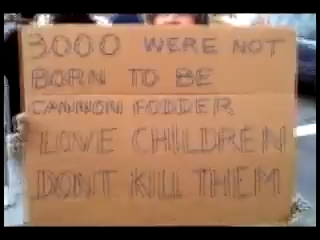 3000 WERE NOT
BORN TO BE
CANNON FODDER
LOVE CHILDREN
DONT KILL THEM